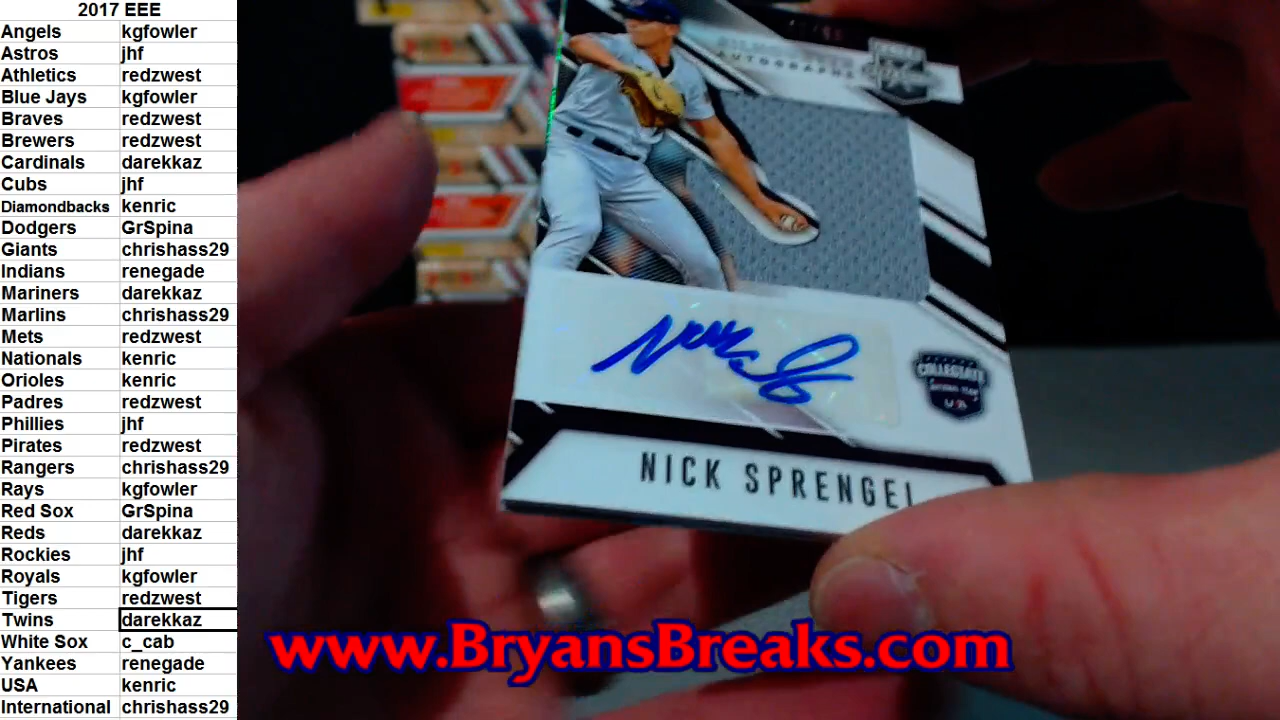 2017 EEE
Angels kgfowler
Astros jhf
Athletics redzwest
Blue Jays kgfowler
Braves redzwest
Brewers redzwest
Cardinals darekkaz
Cubs jhf
Diamondbacks kenric
Dodgers GrSpina
Giants chrishass29
Indians renegade
Mariners darekkaz
Marlins chrishass29
Mets redzwest
Nationals kenric
Orioles kenric
Padres redzwest
Phillies jhf
Pirates redzwest
Rangers chrishass29
Rays kgfowler
Red Sox GrSpina
Reds darekkaz
Rockies jhf
Royals kgfowler
Tigers redzwest
Twins darekkaz
White Sox c_cab
Yankees renegade
USA kenric
International chrishass29
AUTOGRAPHS
COLLEGIATE
NATIONAL TEAM
NICK SPRENGEL
www.BryansBreaks.com